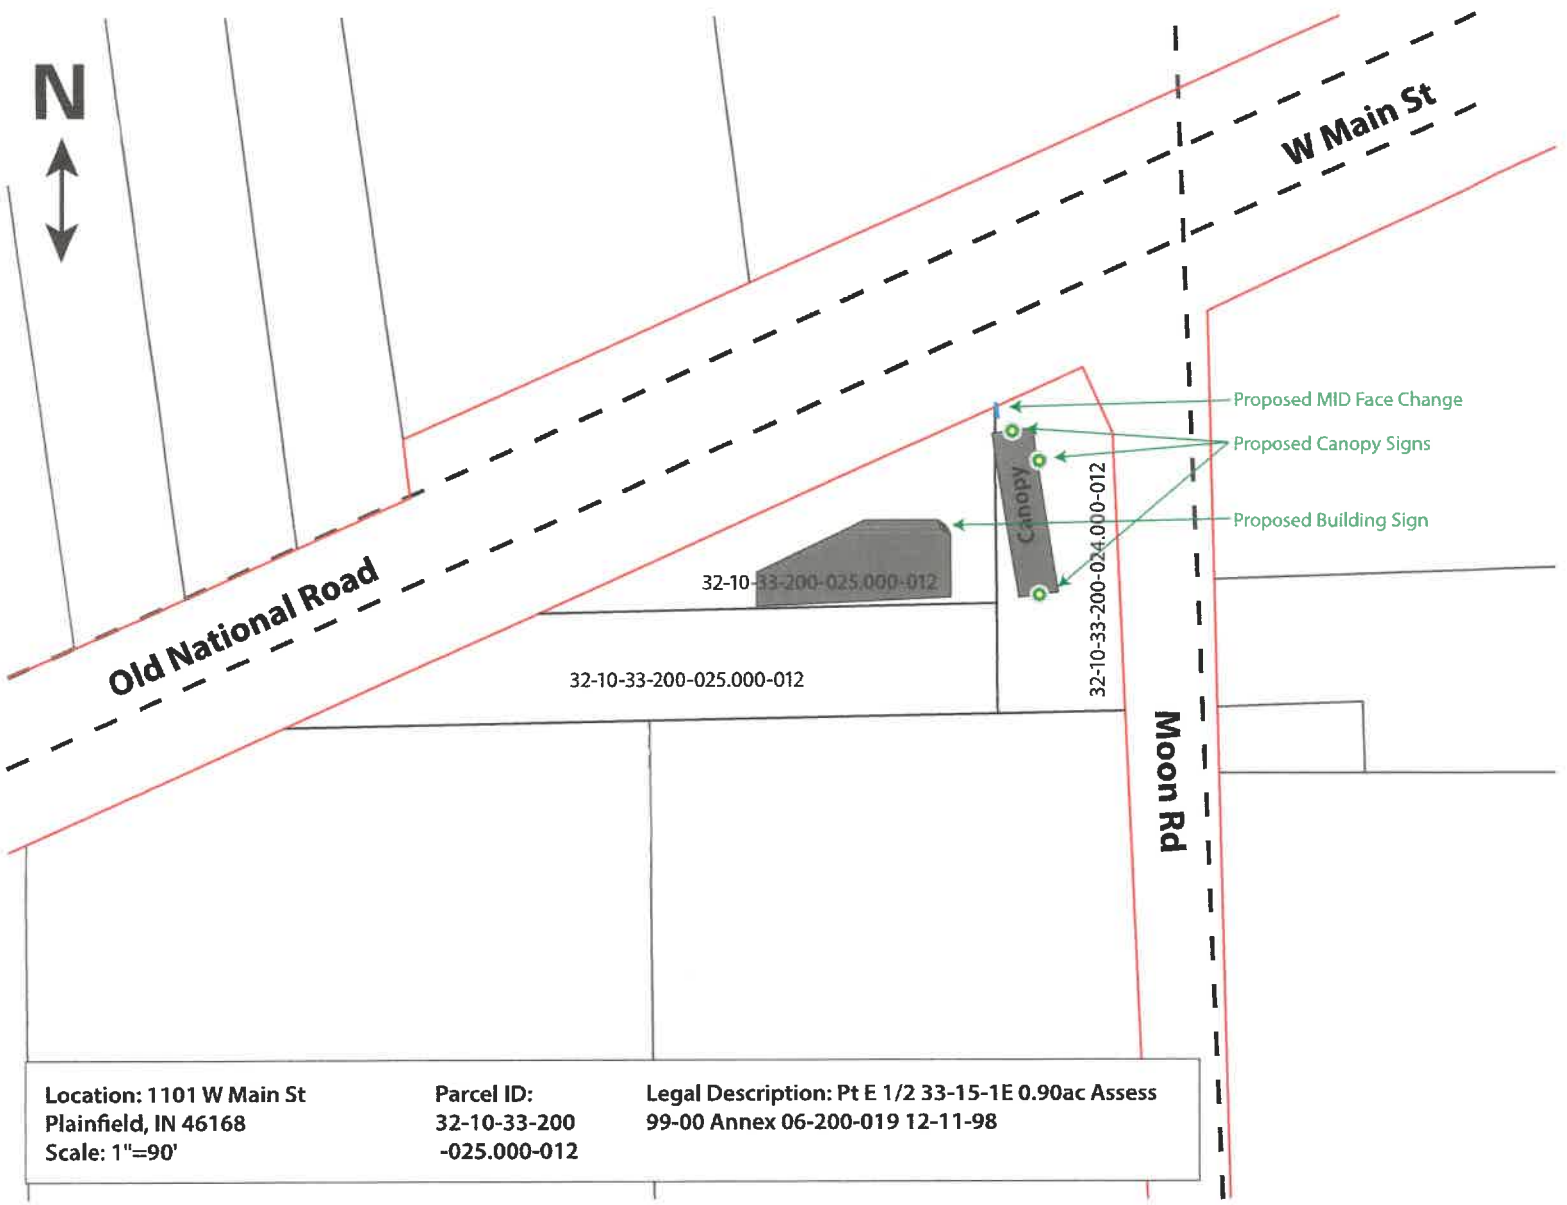 N
W Main St
Proposed MID Face Change
Proposed Canopy Signs
Canopy
32-10-33-200-024.000-012
Proposed Building Sign
32-10-33-200-025.000-012
Old National Road
32-10-33-200-025.000-012
Moon Rd
Location: 1101 W Main St
Plainfield, IN 46168
Scale: 1"=90'
Parcel ID:
32-10-33-200
-025.000-012
Legal Description: Pt E 1/2 33-15-1E 0.90ac Assess
99-00 Annex 06-200-019 12-11-98